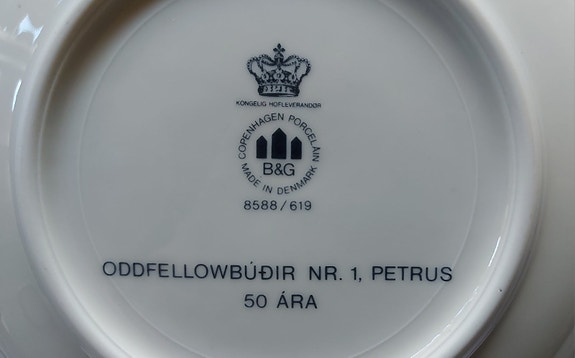 KONGELIG HOFLEVERANDØR
COPENHAGEN PORCELAIN
B&G
MADE IN DENMARK
8588/619
ODDFELLOWBÚÐIR NR. 1, PETRUS
50 ÁRA